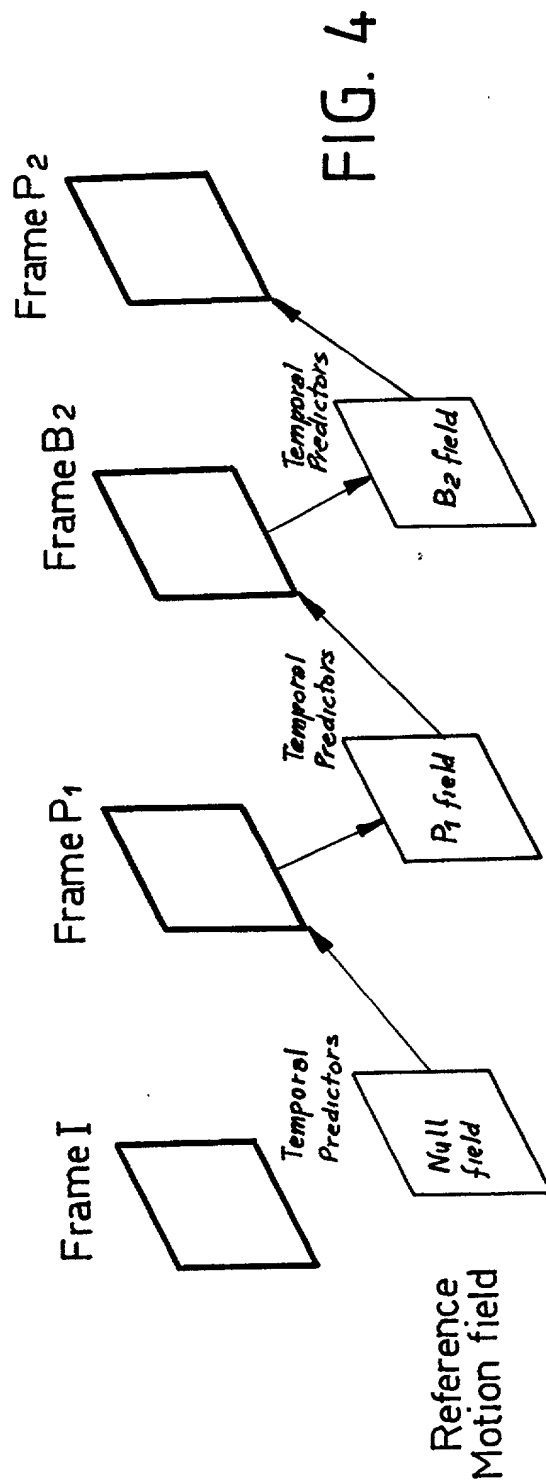 Frame I
Frame P1
Frame B2
Frame P2
Temporal
Predictors
Temporal
Predictors
Temporal
Predictors
Reference
Motion field
Null
field
P1 field
B2 field
FIG. 4